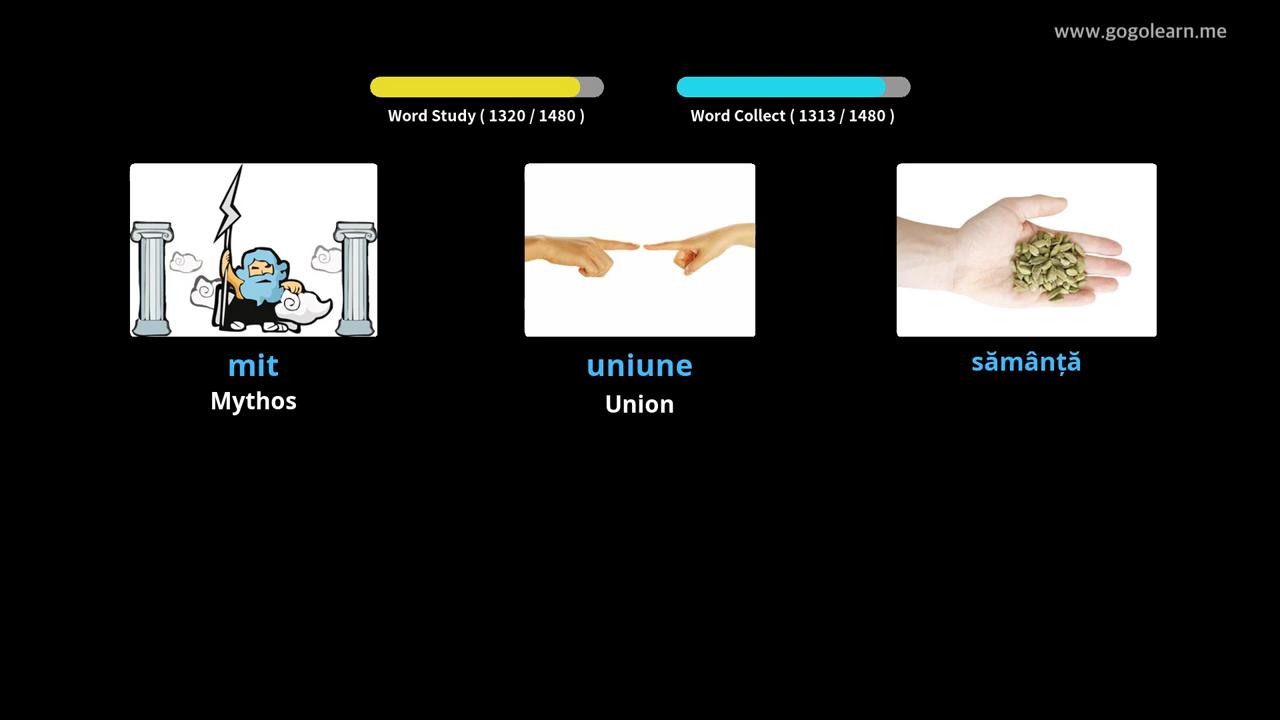 www.gogolearn.me
Word Study ( 1320 / 1480 )
Word Collect ( 1313 / 1480 )
mit
Mythos
uniune
Union
sămânță